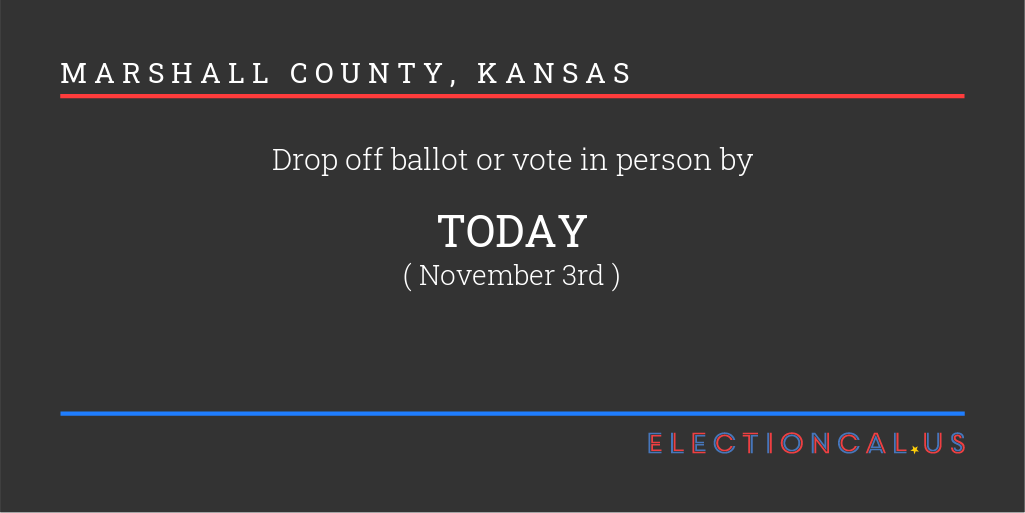 MARSHALL COUNTY, KANSAS
Drop off ballot or vote in person by
TODAY
( November 3rd )
ELECTIONCAL.US